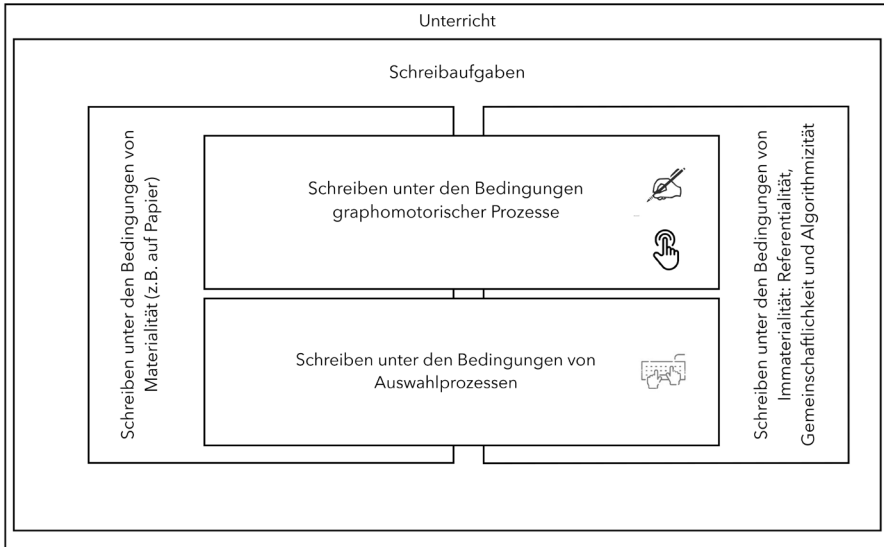 Unterricht
Schreibaufgaben
Schreiben unter den Bedingungen von
Materialität (z.B. auf Papier)
Schreiben unter den Bedingungen
graphomotorischer Prozesse
Schreiben unter den Bedingungen von
Auswahlprozessen
Schreiben unter den Bedingungen von
Immaterialität: Referentialität,
Gemeinschaftlichkeit und Algorithmizität